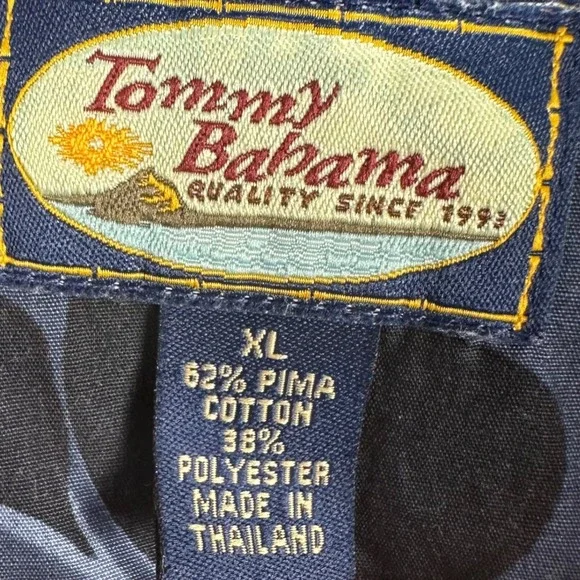 Tommy
Bahama
QUALITY SINCE 1993
XL
62% PIMA
COTTON
38%
POLYESTER
MADE IN
THAILAND